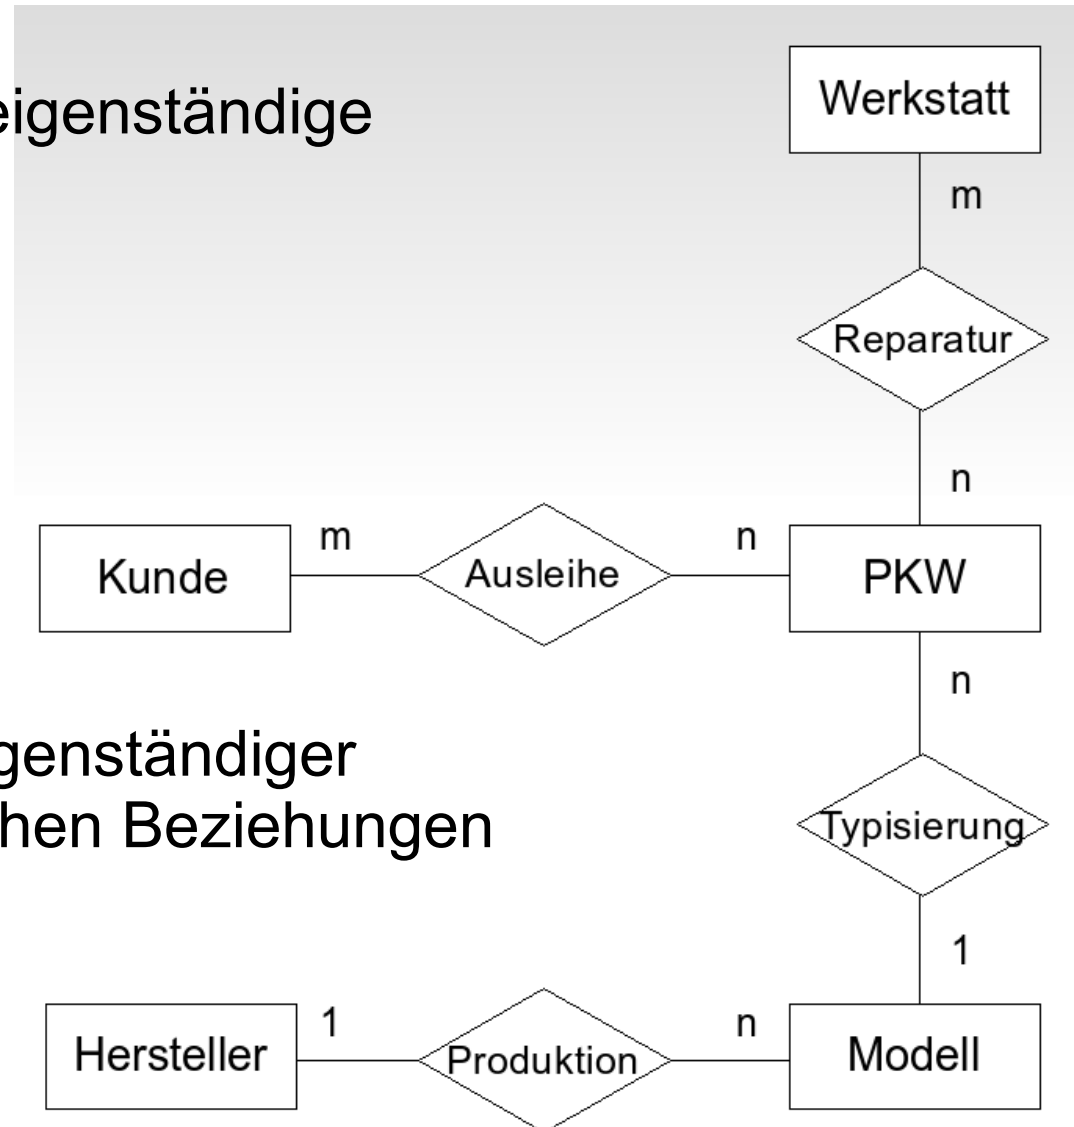 eigenständige
Werkstatt
m
Reparatur
n
Kunde
m
Ausleihe
n
PKW
n
genständiger
hen Beziehungen
Typisierung
1
Hersteller
1
Produktion
n
Modell